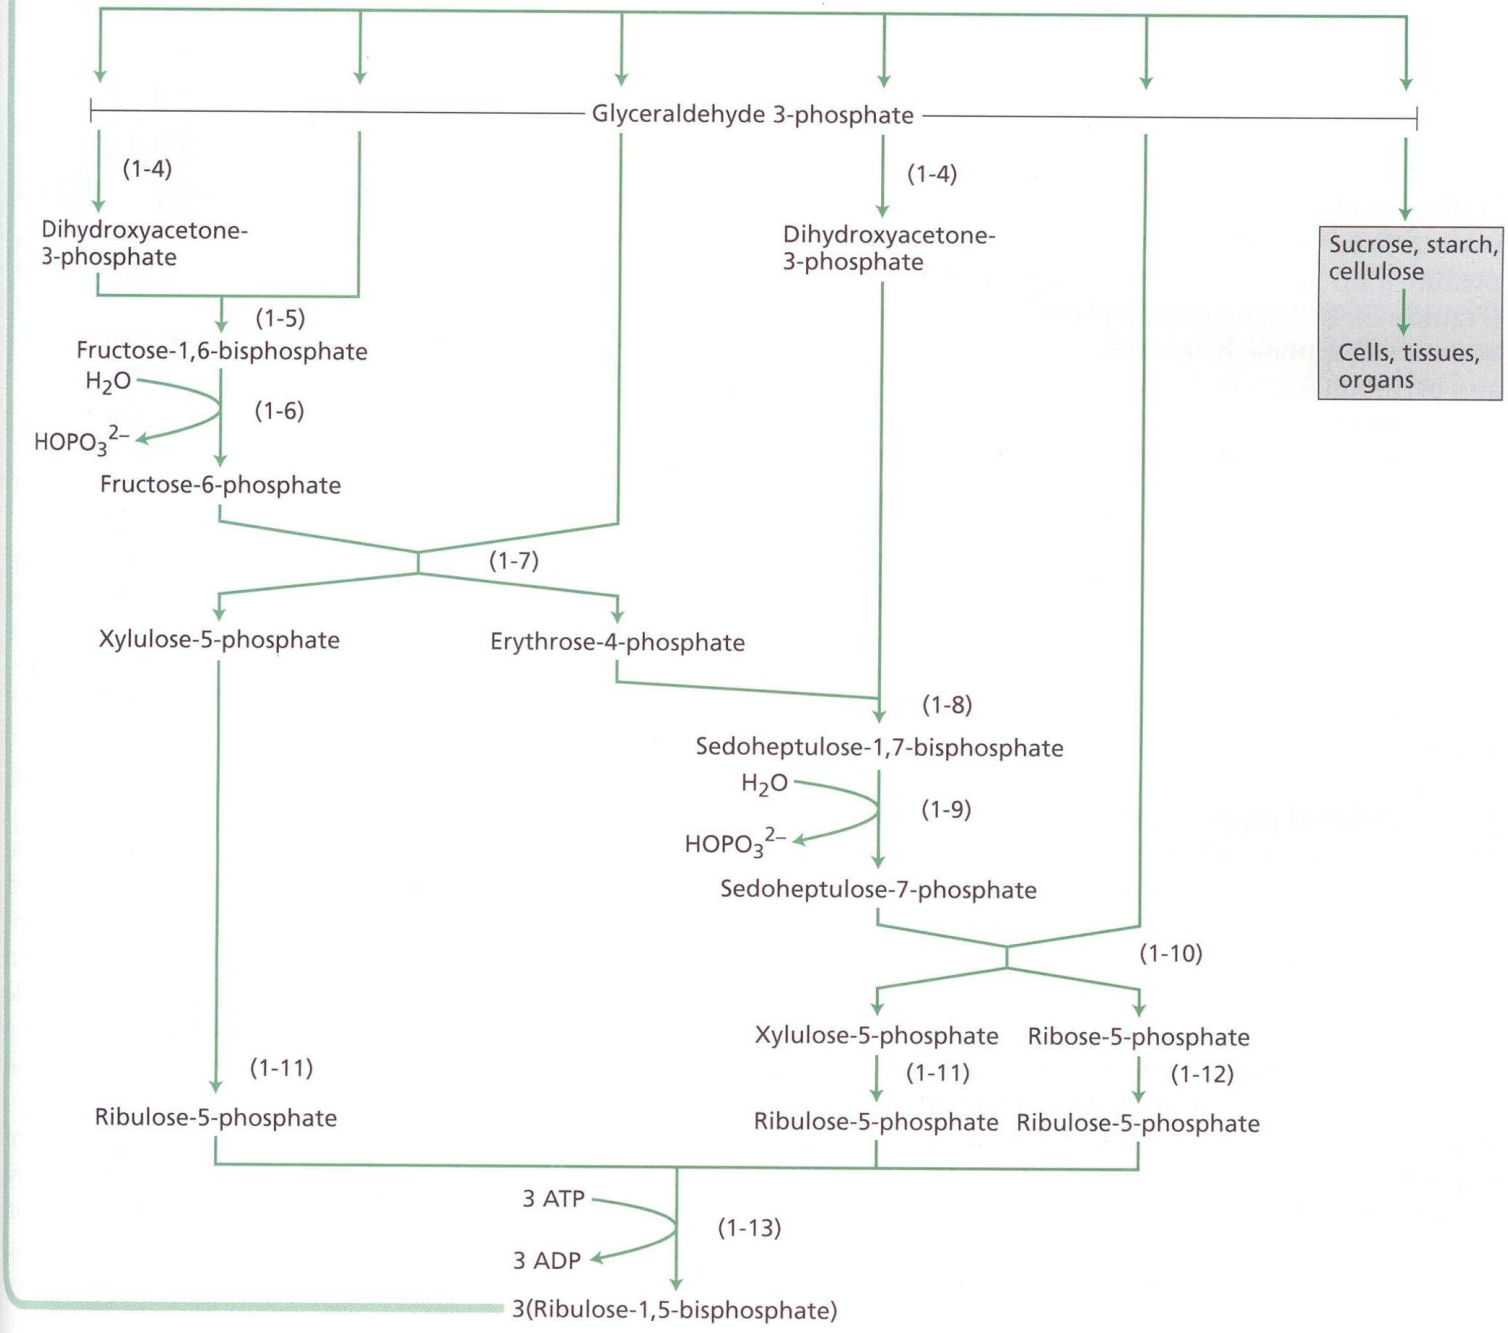 Glyceraldehyde 3-phosphate
(1-4)
(1-4)
Dihydroxyacetone-
3-phosphate
Dihydroxyacetone-
3-phosphate
Sucrose, starch,
cellulose
Cells, tissues,
organs
(1-5)
Fructose-1,6-bisphosphate
H₂O
(1-6)
HOPO₃²⁻
Fructose-6-phosphate
(1-7)
Xylulose-5-phosphate
Erythrose-4-phosphate
(1-8)
Sedoheptulose-1,7-bisphosphate
H₂O
(1-9)
HOPO₃²⁻
Sedoheptulose-7-phosphate
(1-10)
Xylulose-5-phosphate
Ribose-5-phosphate
(1-11)
(1-11)
(1-12)
Ribulose-5-phosphate
Ribulose-5-phosphate
Ribulose-5-phosphate
3 ATP
(1-13)
3 ADP
3(Ribulose-1,5-bisphosphate)